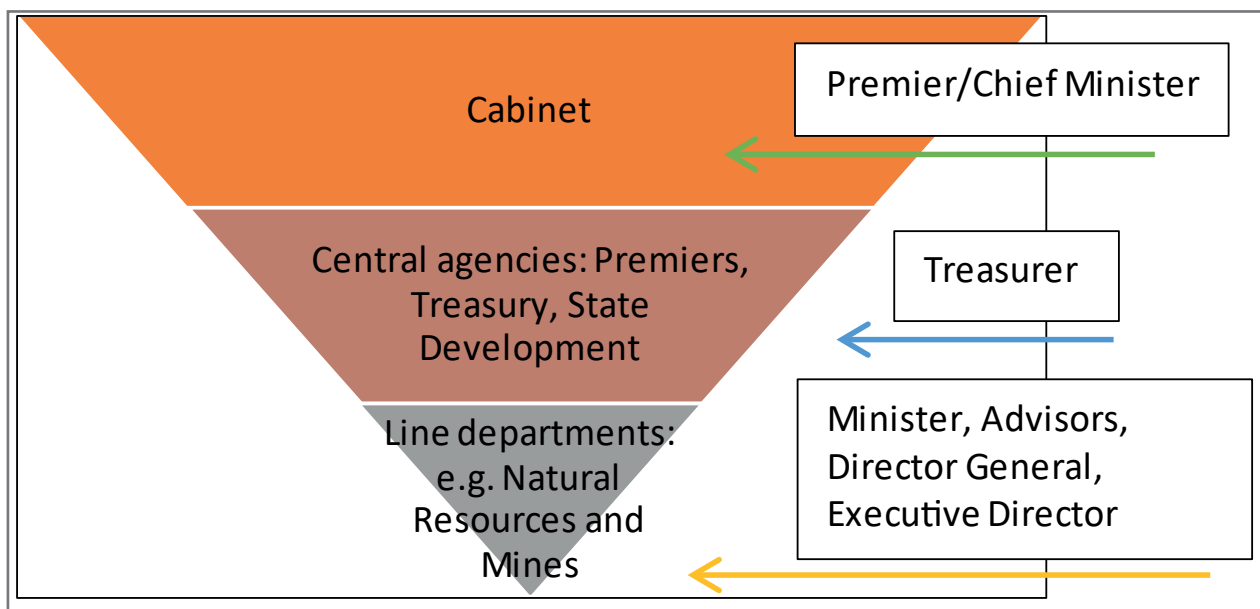 Cabinet
Premier/Chief Minister
Central agencies: Premiers,
Treasury, State
Development
Treasurer
Line departments:
e.g. Natural
Resources and
Mines
Minister, Advisors,
Director General,
Executive Director